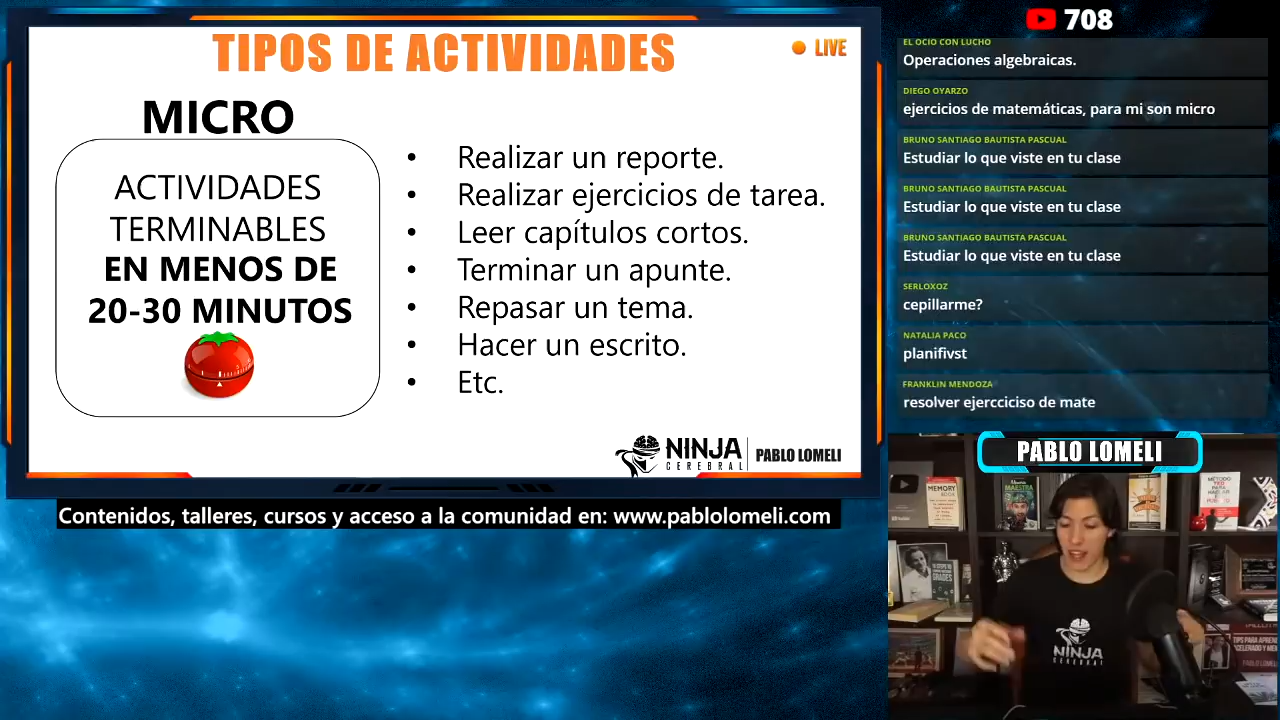 TIPOS DE ACTIVIDADES
LIVE
MICRO
ACTIVIDADES
TERMINABLES
EN MENOS DE
20-30 MINUTOS
• Realizar un reporte.
• Realizar ejercicios de tarea.
• Leer capítulos cortos.
• Terminar un apunte.
• Repasar un tema.
• Hacer un escrito.
• Etc.
NINJA
CEREBRAL
PABLO LOMELI
Contenidos, talleres, cursos y acceso a la comunidad en: www.pablolomeli.com
708
EL OCIO CON LUCHO
Operaciones algebraicas.
DIEGO OYARZO
ejercicios de matemáticas, para mi son micro
BRUNO SANTIAGO BAUTISTA PASCUAL
Estudiar lo que viste en tu clase
BRUNO SANTIAGO BAUTISTA PASCUAL
Estudiar lo que viste en tu clase
BRUNO SANTIAGO BAUTISTA PASCUAL
Estudiar lo que viste en tu clase
SERLOXOZ
cepillarme?
NATALIA PACO
planifivst
FRANKLIN MENDOZA
resolver ejercciciso de mate
PABLO LOMELI
MEMORY
MAESTRA
GRADES
NINJA
CEREBRAL